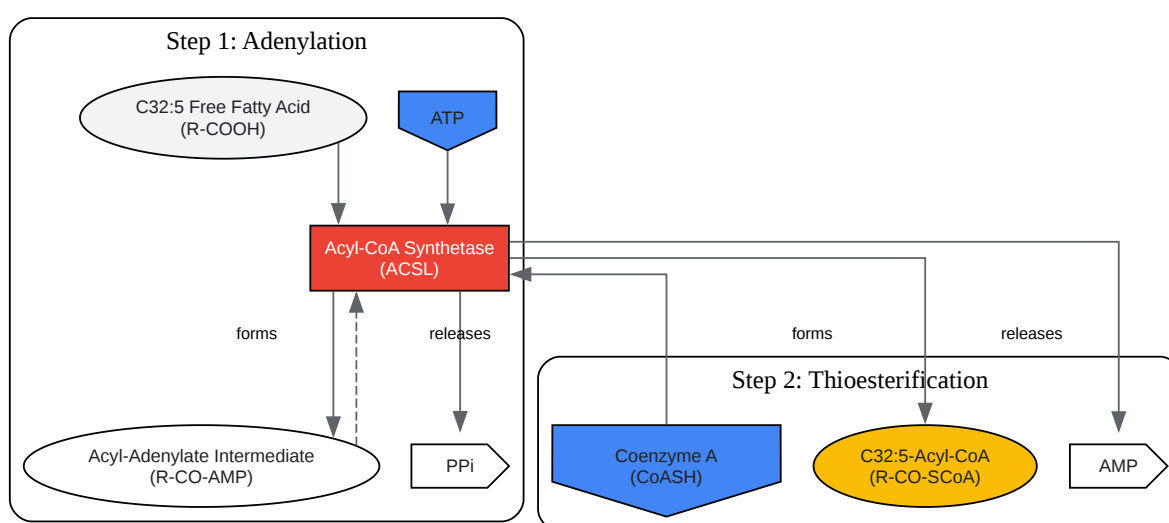 Step 1: Adenylation
C32:5 Free Fatty Acid
(R-COOH)
ATP
Acyl-CoA Synthetase
(ACSL)
forms
releases
forms
releases
Step 2: Thioesterification
Acyl-Adenylate Intermediate
(R-CO-AMP)
PPi
Coenzyme A
(CoASH)
C32:5-Acyl-CoA
(R-CO-SCoA)
AMP